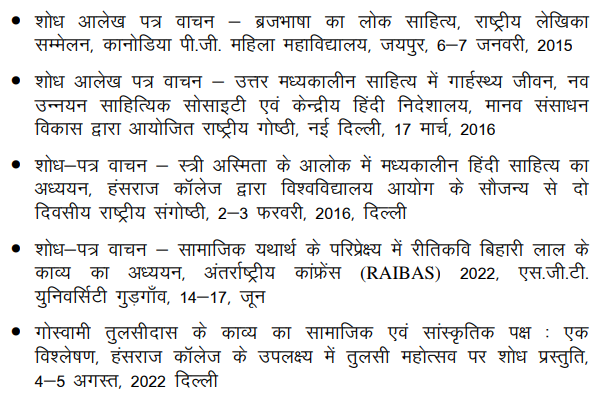 • शोध आलेख पत्र वाचन – ब्रजभाषा का लोक साहित्य, राष्ट्रीय लेखिका
सम्मेलन, कानोडिया पी.जी. महिला महाविद्यालय, जयपुर, 6–7 जनवरी, 2015
• शोध आलेख पत्र वाचन – उत्तर मध्यकालीन साहित्य में गार्हस्थ्य जीवन, नव
उन्नयन साहित्यिक सोसाइटी एवं केन्द्रीय हिंदी निदेशालय, मानव संसाधन
विकास द्वारा आयोजित राष्ट्रीय गोष्ठी, नई दिल्ली, 17 मार्च, 2016
• शोध–पत्र वाचन – स्त्री अस्मिता के आलोक में मध्यकालीन हिंदी साहित्य का
अध्ययन, हंसराज कॉलेज द्वारा विश्वविद्यालय आयोग के सौजन्य से दो
दिवसीय राष्ट्रीय संगोष्ठी, 2–3 फरवरी, 2016, दिल्ली
• शोध–पत्र वाचन – सामाजिक यथार्थ के परिप्रेक्ष्य में रीतिकवि बिहारी लाल के
काव्य का अध्ययन, अंतर्राष्ट्रीय कांफ्रेंस (RAIBAS) 2022, एस.जी.टी.
युनिवर्सिटी गुड़गाँव, 14–17, जून
• गोस्वामी तुलसीदास के काव्य का सामाजिक एवं सांस्कृतिक पक्ष : एक
विश्लेषण, हंसराज कॉलेज के उपलक्ष्य में तुलसी महोत्सव पर शोध प्रस्तुति,
4–5 अगस्त, 2022 दिल्ली